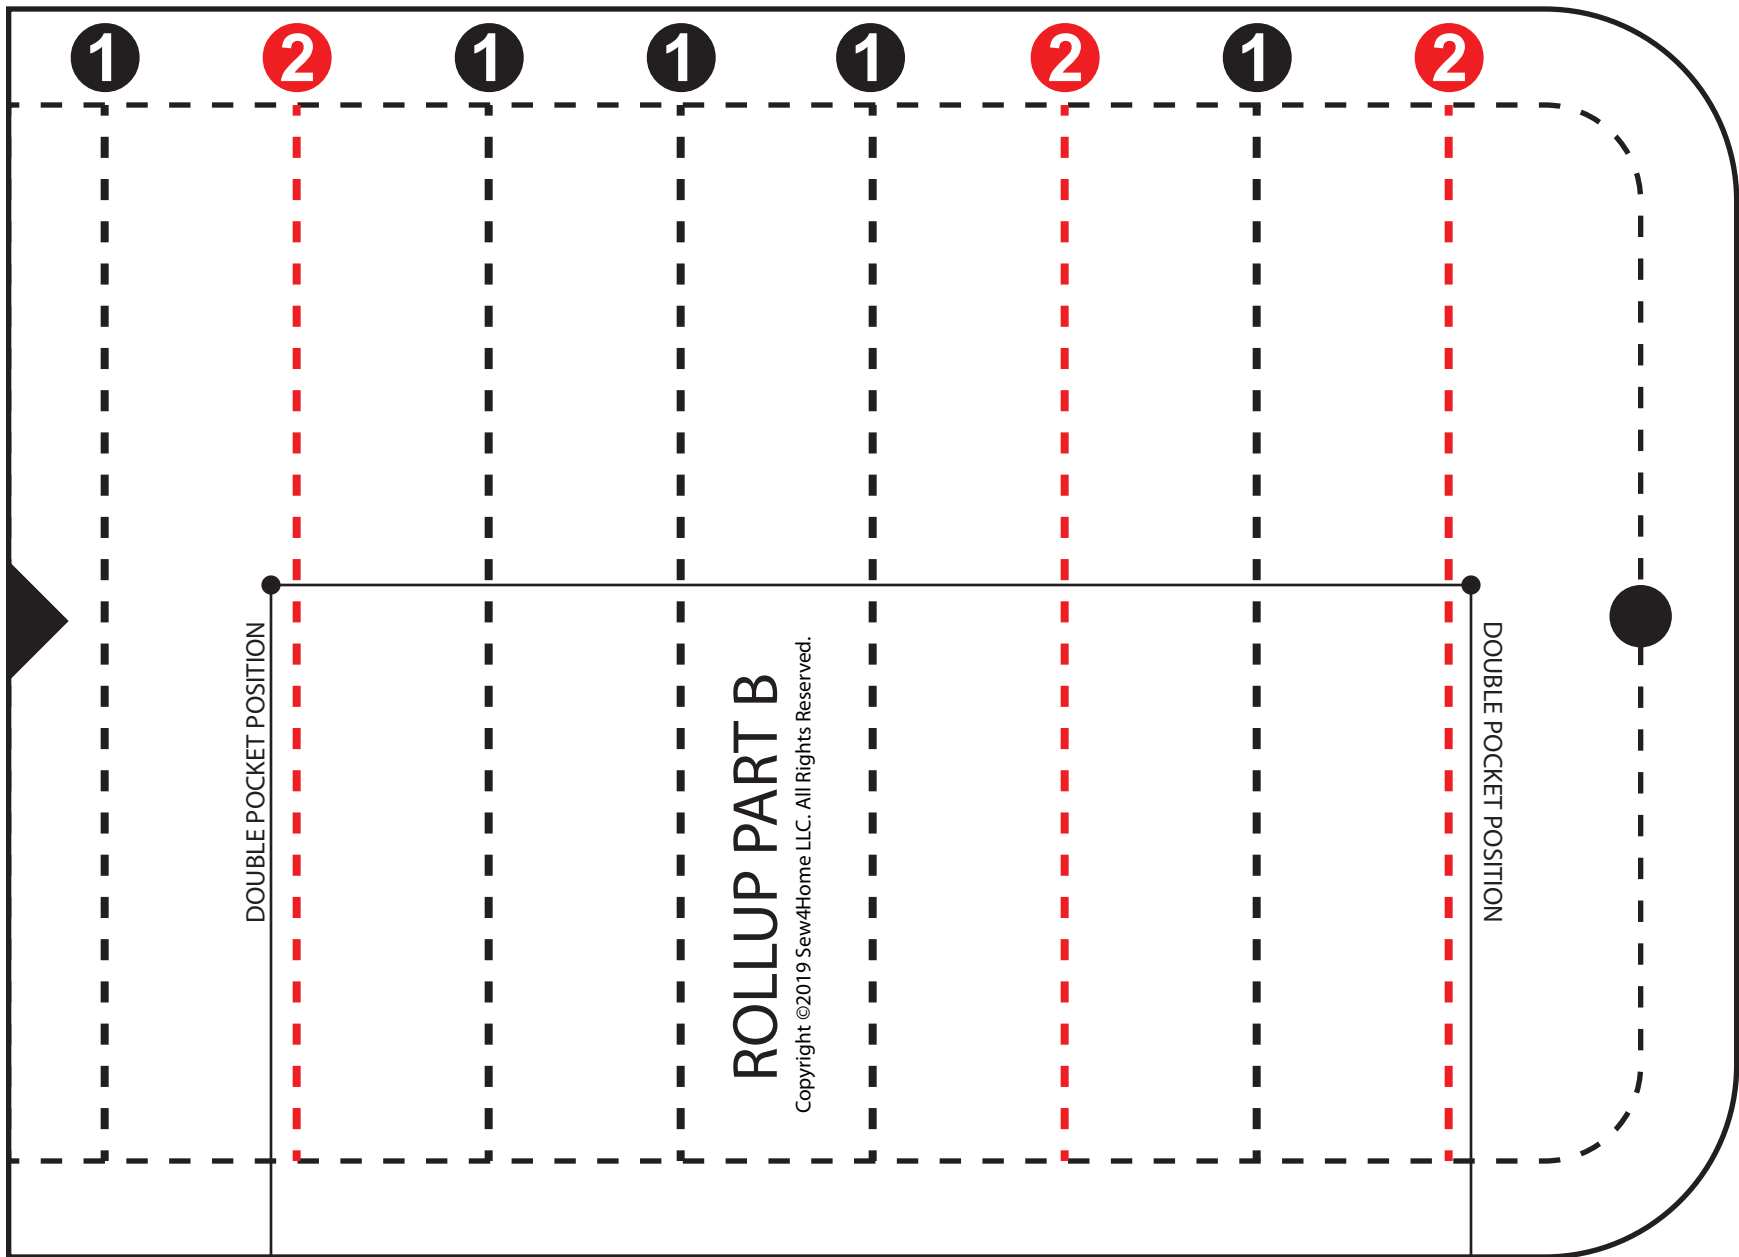 1 2 1 1 1 2 1 2
DOUBLE POCKET POSITION
ROLLUP PART B
Copyright ©2019 Sew4Home LLC. All Rights Reserved.
DOUBLE POCKET POSITION